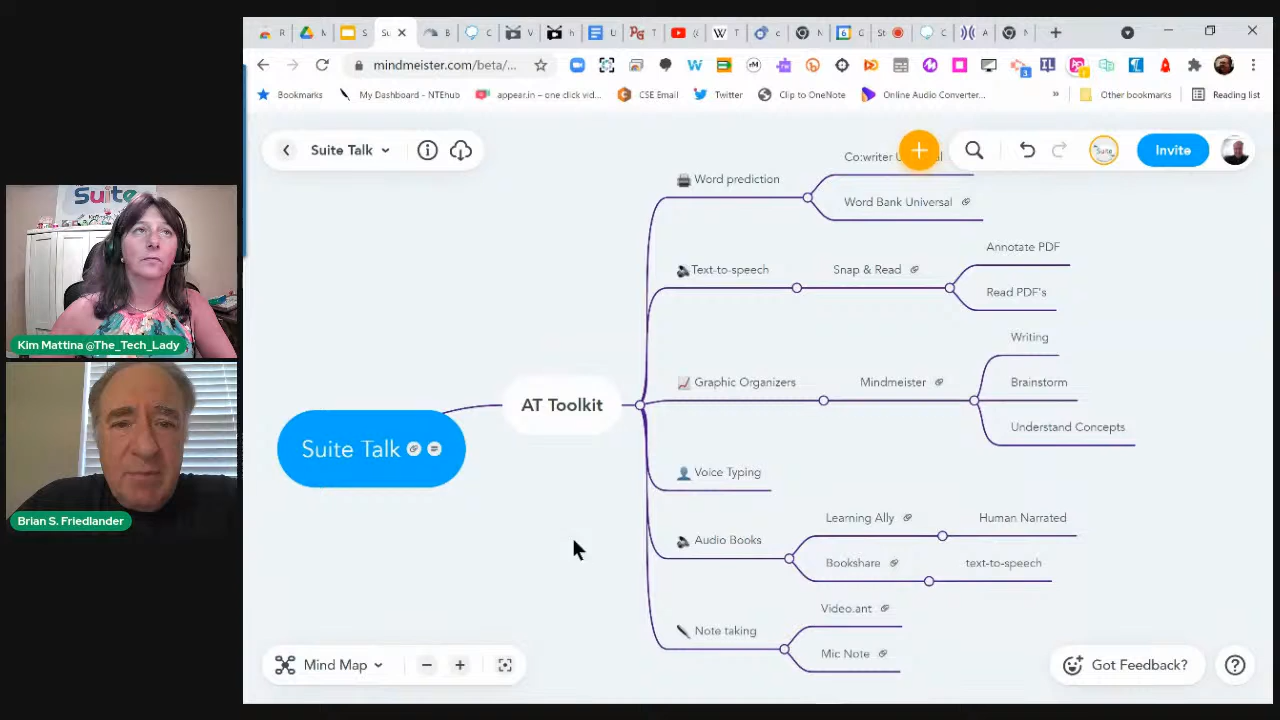 Suite
Kim Mattina @The_Tech_Lady
Brian S. Friedlander
mindmeister.com/beta/...
Bookmarks
My Dashboard - NTEhub
appear.in – one click vid...
CSE Email
Twitter
Clip to OneNote
Online Audio Converter...
»
Other bookmarks
Reading list
Suite Talk
Invite
Word prediction
Co:writer U
Word Bank Universal
Text-to-speech
Snap & Read
Annotate PDF
Read PDF's
Graphic Organizers
Mindmeister
Writing
Brainstorm
Understand Concepts
Suite Talk
AT Toolkit
Voice Typing
Audio Books
Learning Ally
Human Narrated
Bookshare
text-to-speech
Note taking
Video.ant
Mic Note
Mind Map
Got Feedback?